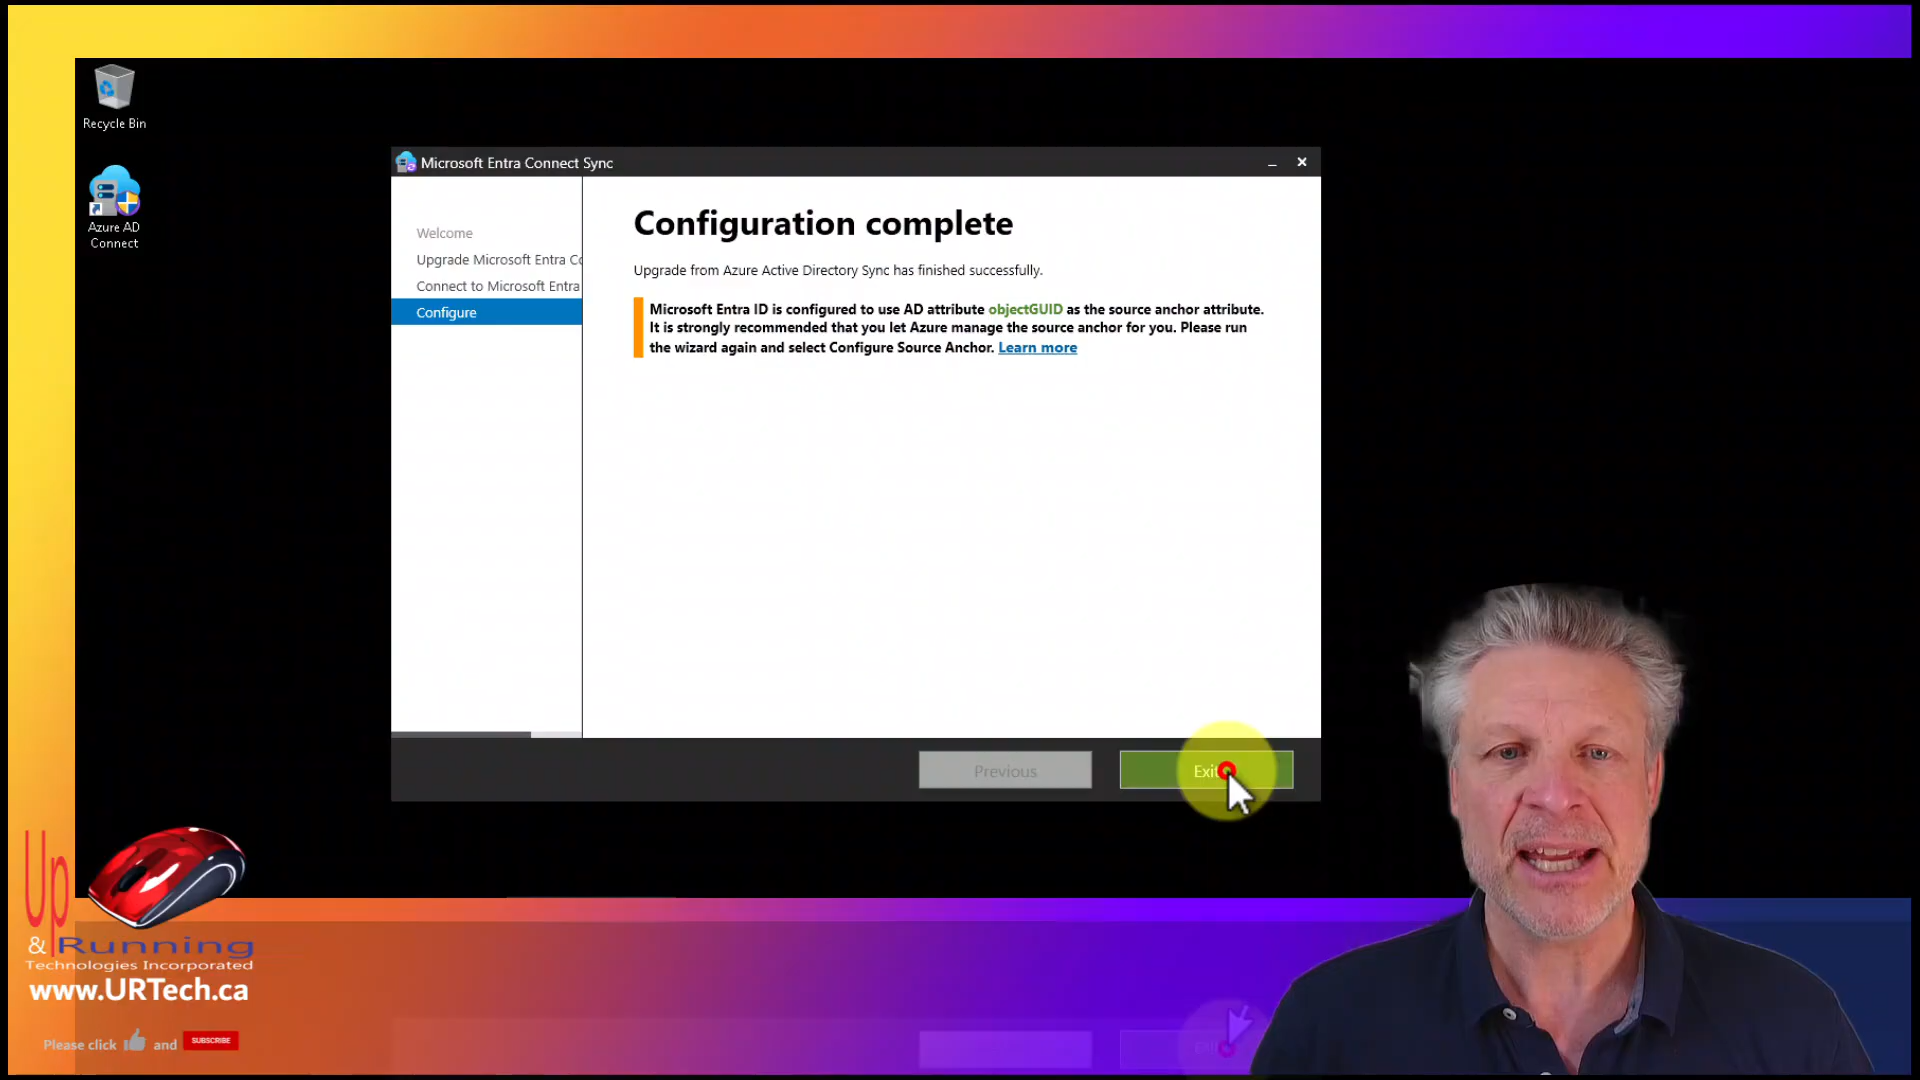 Recycle Bin
Azure AD
Connect
Microsoft Entra Connect Sync
Welcome
Upgrade Microsoft Entra Co
Connect to Microsoft Entra
Configure
Configuration complete
Upgrade from Azure Active Directory Sync has finished successfully.
Microsoft Entra ID is configured to use AD attribute objectGUID as the source anchor attribute.
It is strongly recommended that you let Azure manage the source anchor for you. Please run
the wizard again and select Configure Source Anchor. Learn more
Previous
Exit
Up
& Running
Technologies Incorporated
www.URTech.ca
Please click and SUBSCRIBE